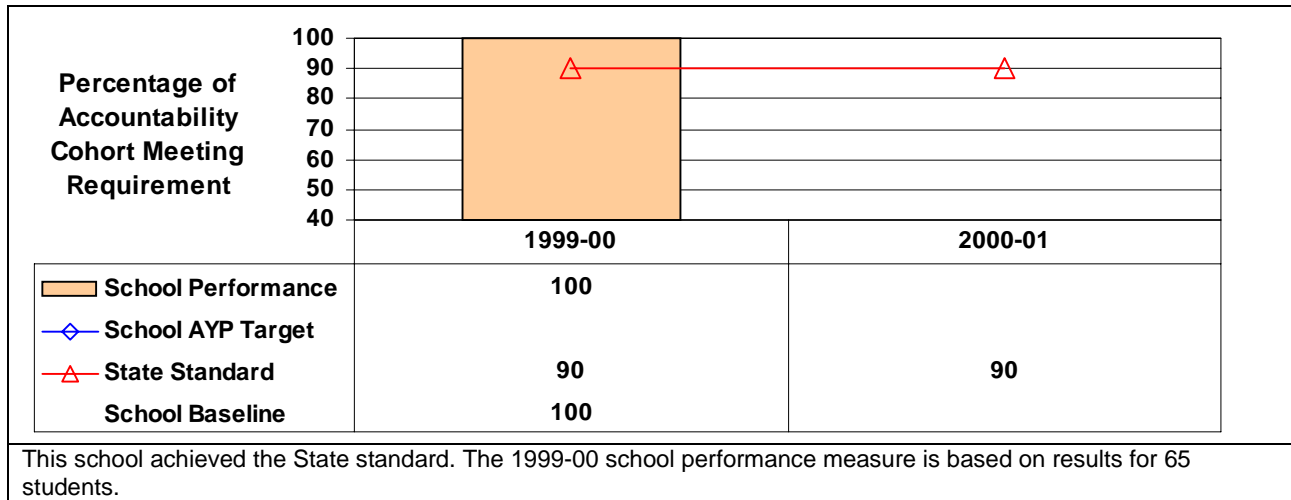 Percentage of
Accountability
Cohort Meeting
Requirement
100
90
80
70
60
50
40
1999-00 2000-01
School Performance 100
School AYP Target
State Standard 90 90
School Baseline 100
This school achieved the State standard. The 1999-00 school performance measure is based on results for 65
students.